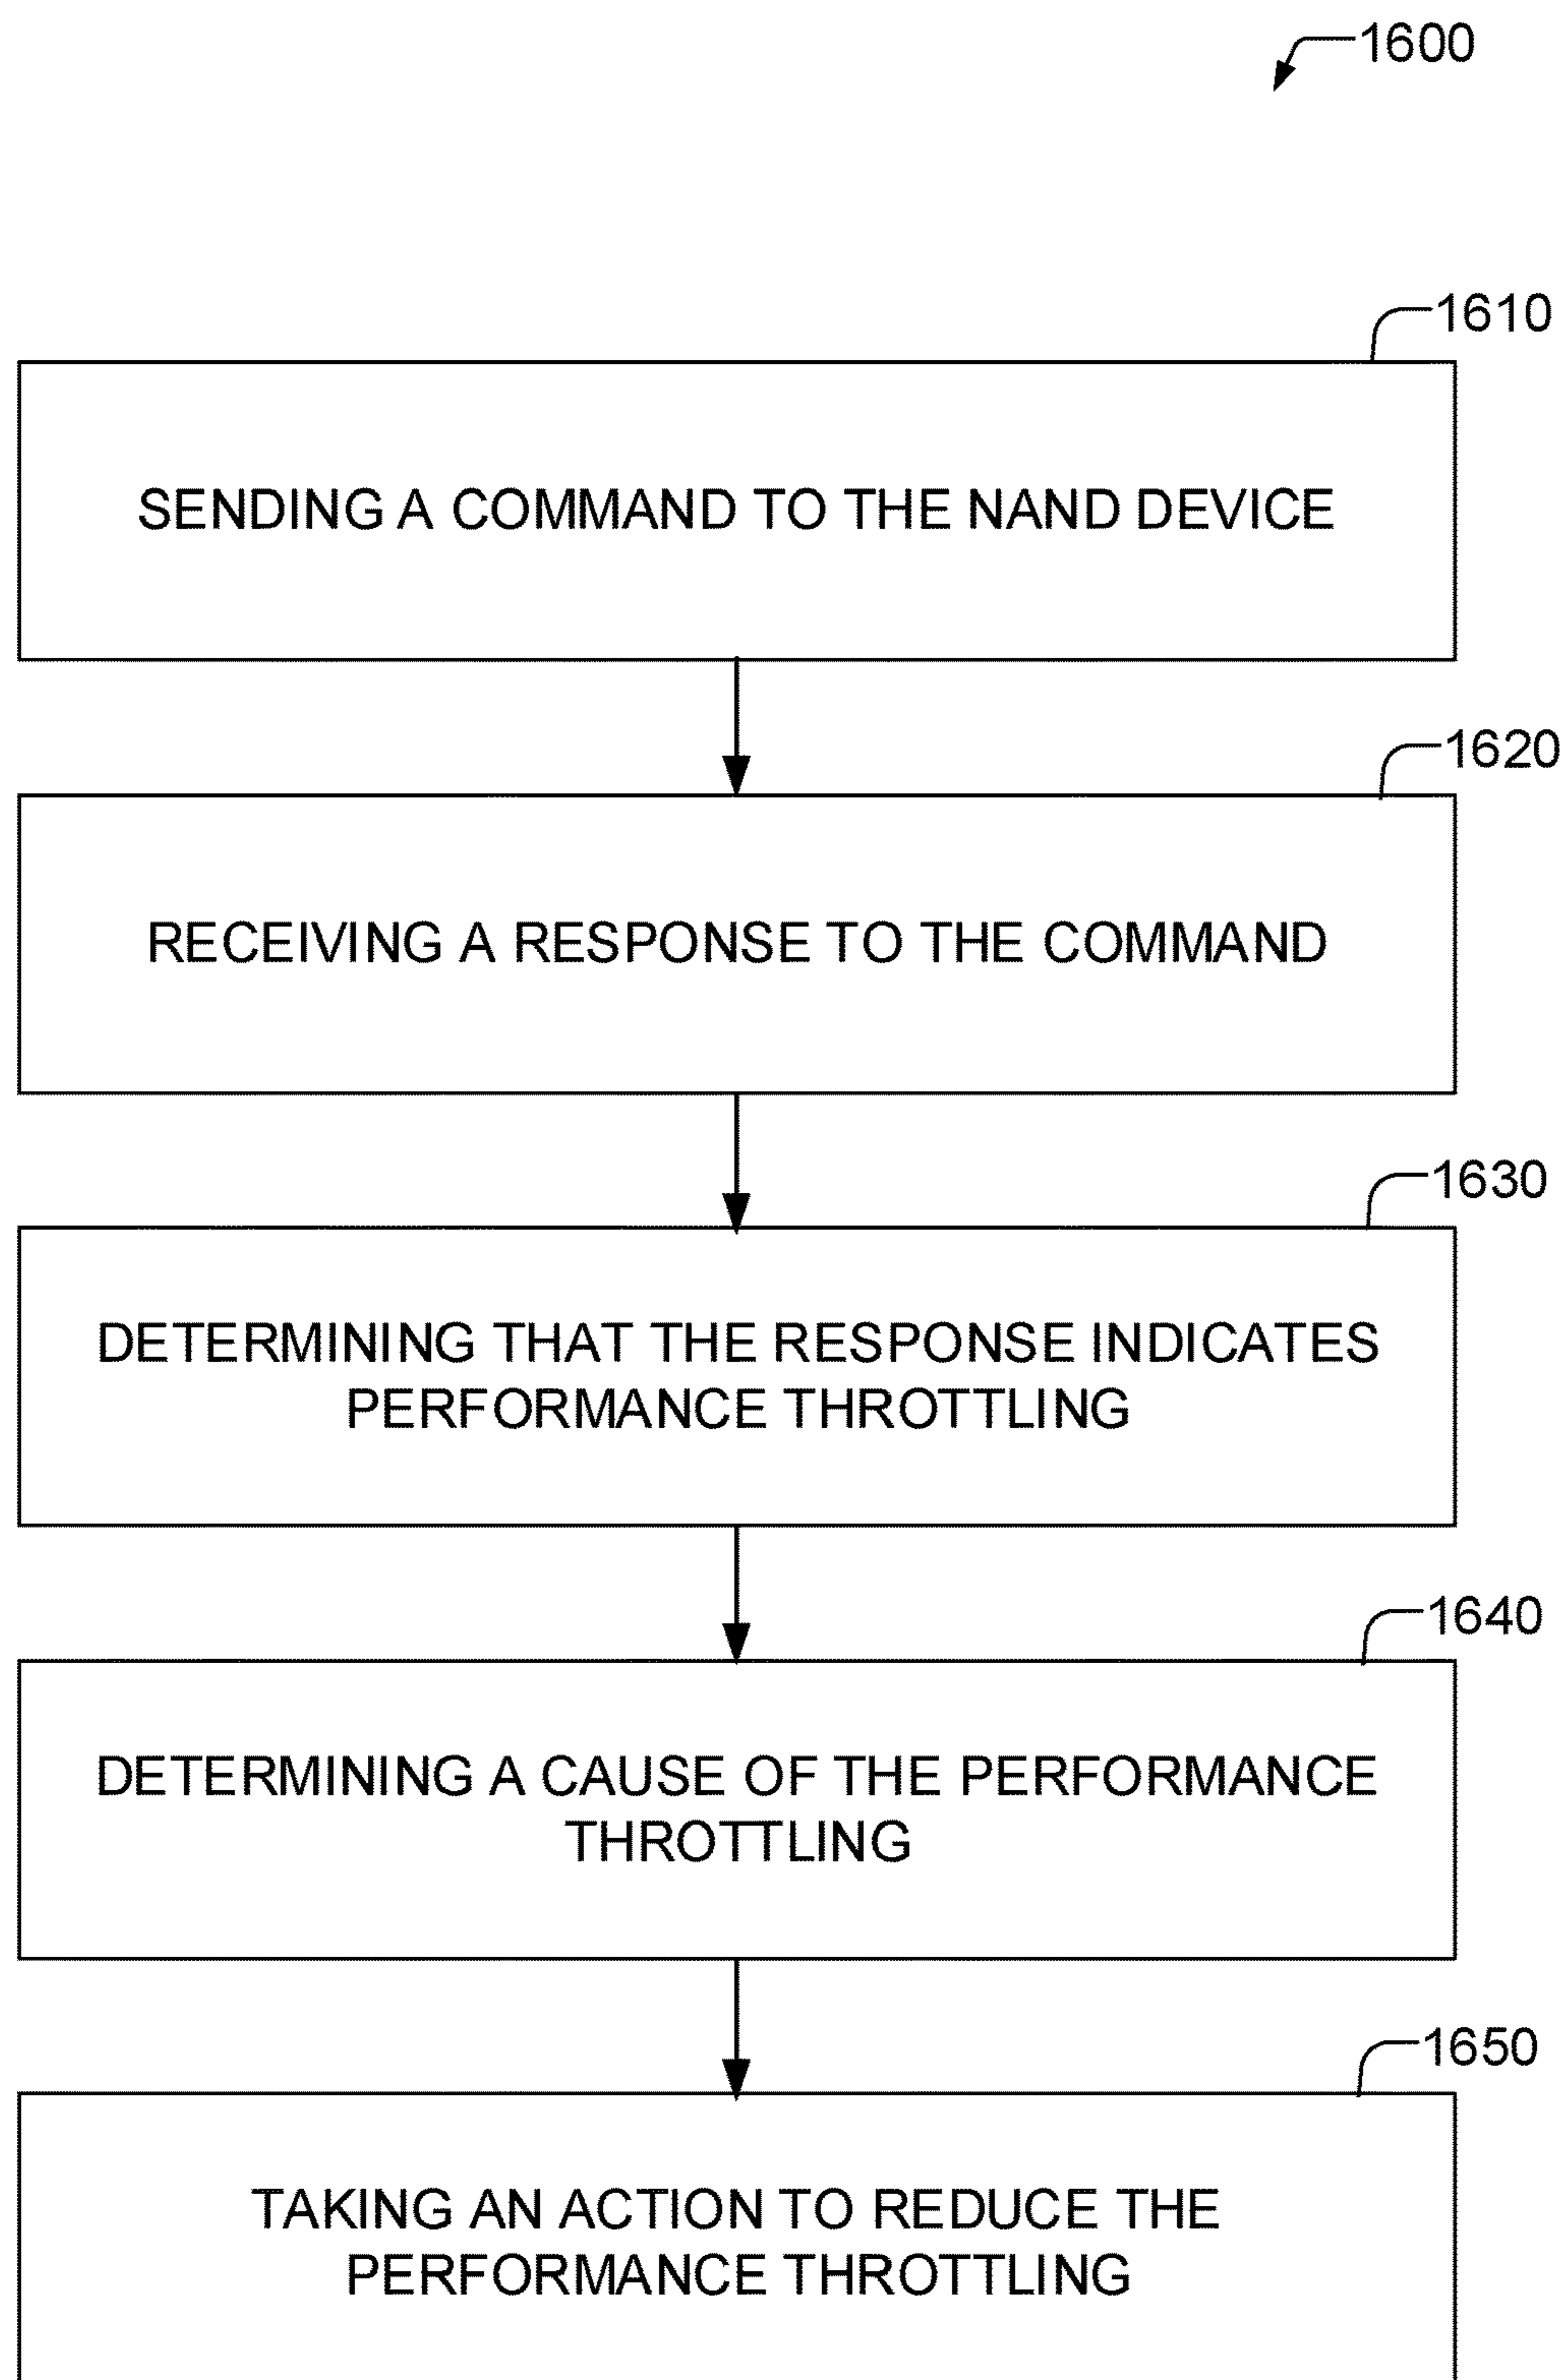 1600
1610
SENDING A COMMAND TO THE NAND DEVICE
1620
RECEIVING A RESPONSE TO THE COMMAND
1630
DETERMINING THAT THE RESPONSE INDICATES
PERFORMANCE THROTTLING
1640
DETERMINING A CAUSE OF THE PERFORMANCE
THROTTLING
1650
TAKING AN ACTION TO REDUCE THE
PERFORMANCE THROTTLING